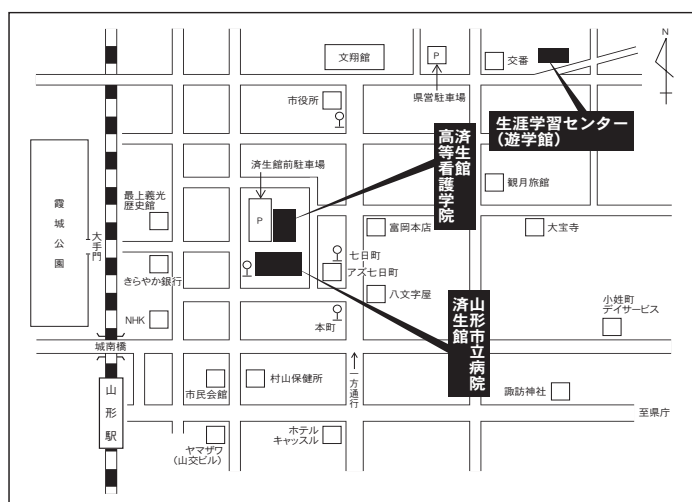 文翔館
P
交番
N
市役所
県営駐車場
生涯学習センター
(遊学館)
済生館
高等看護学院
済生館前駐車場
観月旅館
最上義光
歴史館
P
富岡本店
大宝寺
霞城公園
大手門
七日町
アズ七日町
きらやか銀行
八文字屋
山形市立病院
済生館
小姓町
デイサービス
NHK
本町
城南橋
一方通行
山形駅
市民会館
村山保健所
諏訪神社
至県庁
ヤマザワ
(山交ビル)
ホテル
キャッスル